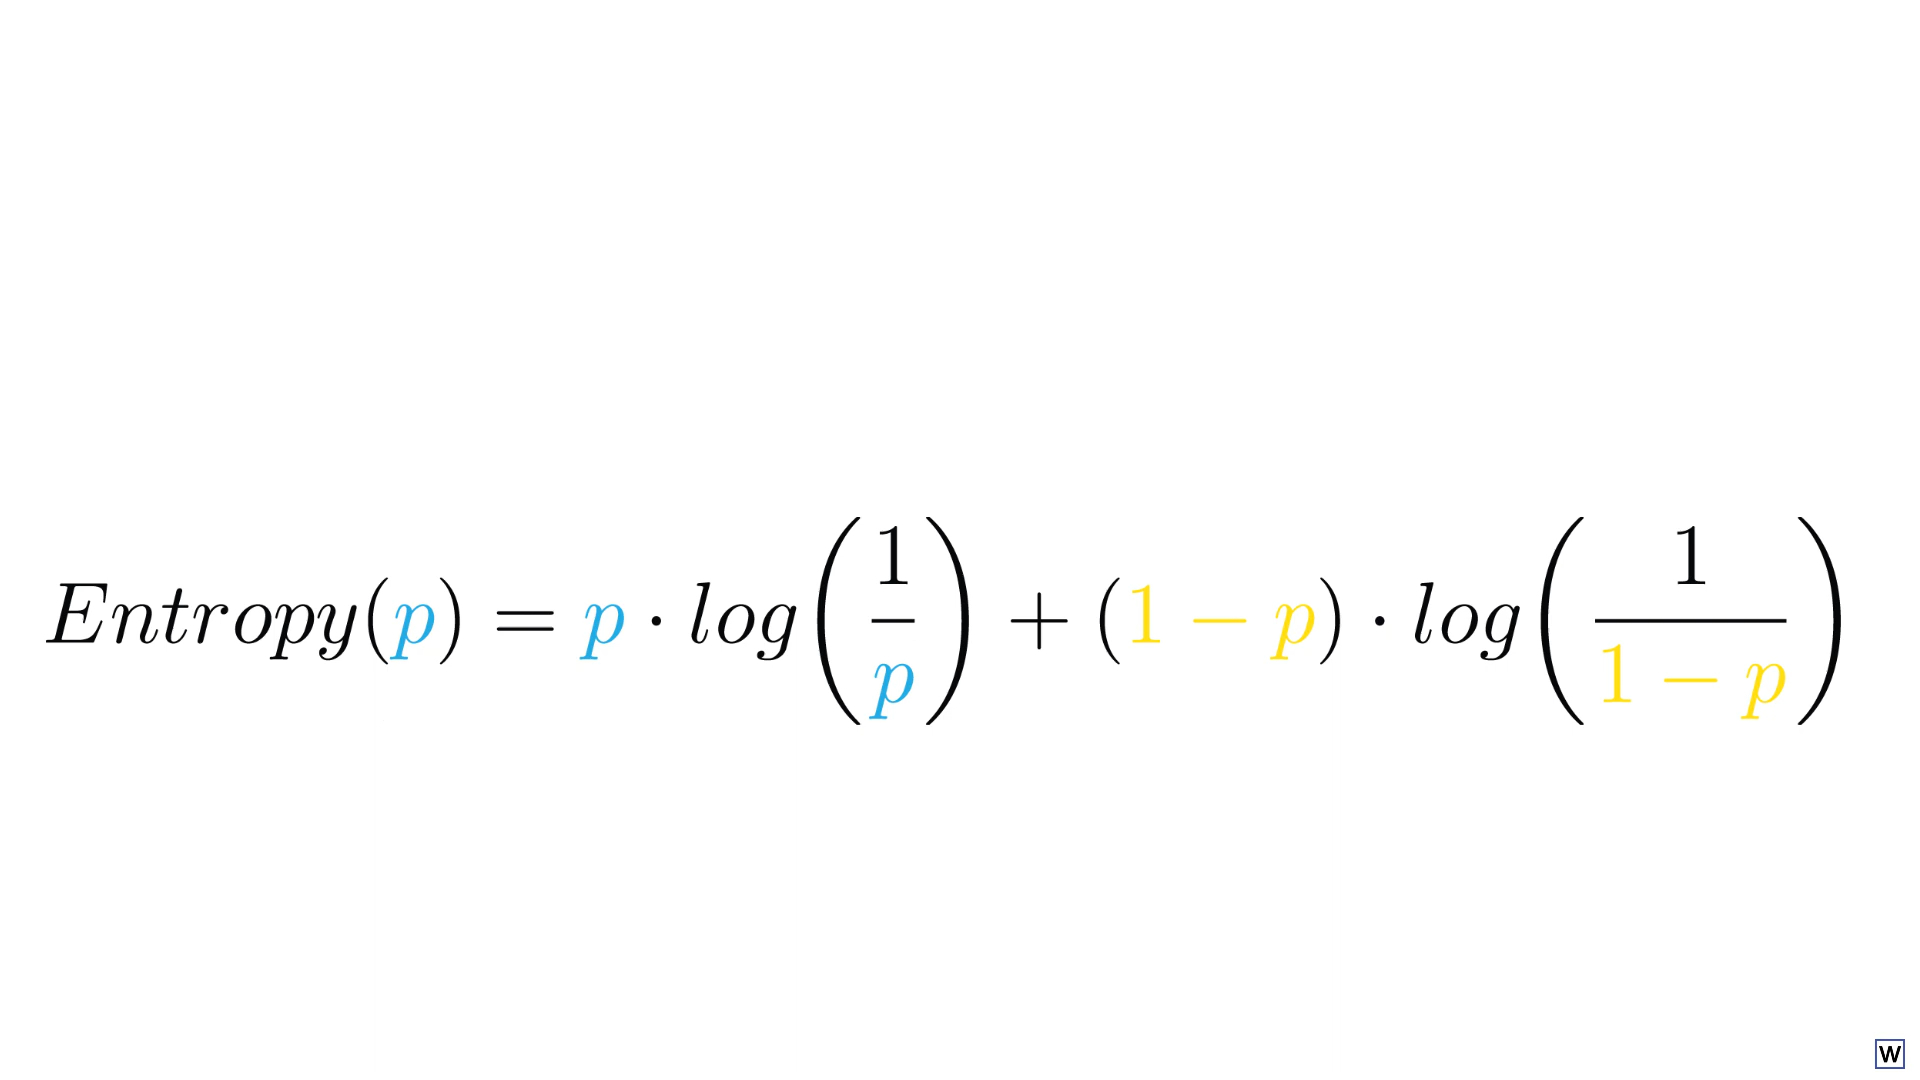 Entropy(p) = p · log(1/p) + (1 − p) · log(1/(1 − p))
W